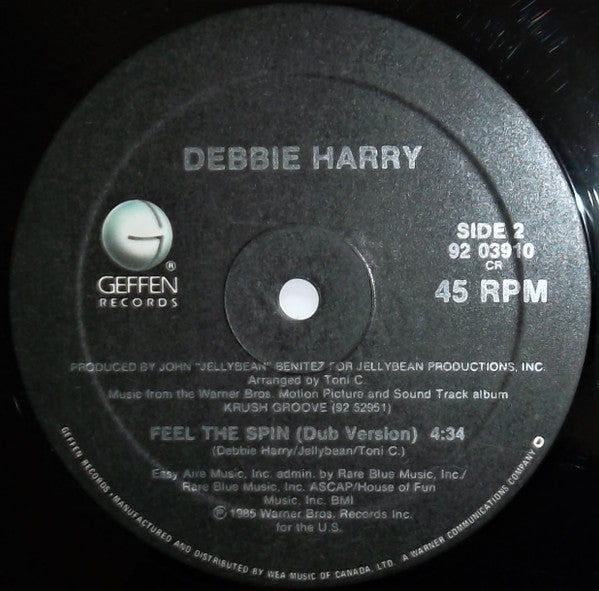 DEBBIE HARRY
G
®
GEFFEN
RECORDS
SIDE 2
92 03910
CR
45 RPM
PRODUCED BY JOHN "JELLYBEAN" BENITEZ FOR JELLYBEAN PRODUCTIONS, INC.
Arranged by Toni C.
Music from the Warner Bros. Motion Picture and Sound Track album
KRUSH GROOVE (92 52951)
FEEL THE SPIN (Dub Version) 4:34
(Debbie Harry/Jellybean/Toni C.)
Easy Aire Music, Inc. admin. by Rare Blue Music, Inc./
Rare Blue Music, Inc. ASCAP/House of Fun
Music, Inc. BMI
℗ 1985 Warner Bros. Records Inc.
for the U.S.
GEFFEN RECORDS • MANUFACTURED AND DISTRIBUTED BY WEA MUSIC OF CANADA, LTD. A WARNER COMMUNICATIONS COMPANY